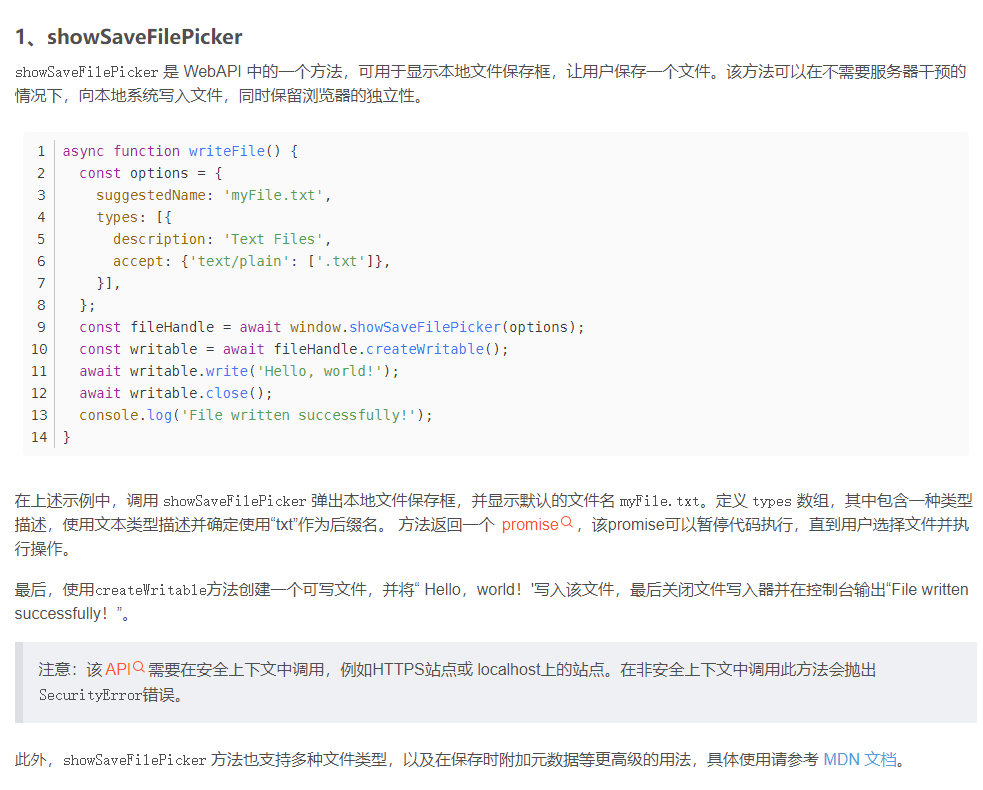 1、showSaveFilePicker
showSaveFilePicker 是 WebAPI 中的一个方法，可用于显示本地文件保存框，让用户保存一个文件。该方法可以在不需要服务器干预的
情况下，向本地系统写入文件，同时保留浏览器的独立性。
1 async function writeFile() {
2   const options = {
3     suggestedName: 'myFile.txt',
4     types: [{
5       description: 'Text Files',
6       accept: {'text/plain': ['.txt']},
7     }],
8   };
9   const fileHandle = await window.showSaveFilePicker(options);
10   const writable = await fileHandle.createWritable();
11   await writable.write('Hello, world!');
12   await writable.close();
13   console.log('File written successfully!');
14 }
在上述示例中，调用 showSaveFilePicker 弹出本地文件保存框，并显示默认的文件名 myFile.txt。定义 types 数组，其中包含一种类型
描述，使用文本类型描述并确定使用“txt”作为后缀名。 方法返回一个 promise，该promise可以暂停代码执行，直到用户选择文件并执
行操作。
最后，使用createWritable方法创建一个可写文件，并将“ Hello，world！'写入该文件，最后关闭文件写入器并在控制台输出“File written
successfully！”。
注意：该 API 需要在安全上下文中调用，例如HTTPS站点或 localhost上的站点。在非安全上下文中调用此方法会抛出
SecurityError错误。
此外，showSaveFilePicker 方法也支持多种文件类型，以及在保存时附加元数据等更高级的用法，具体使用请参考 MDN 文档。